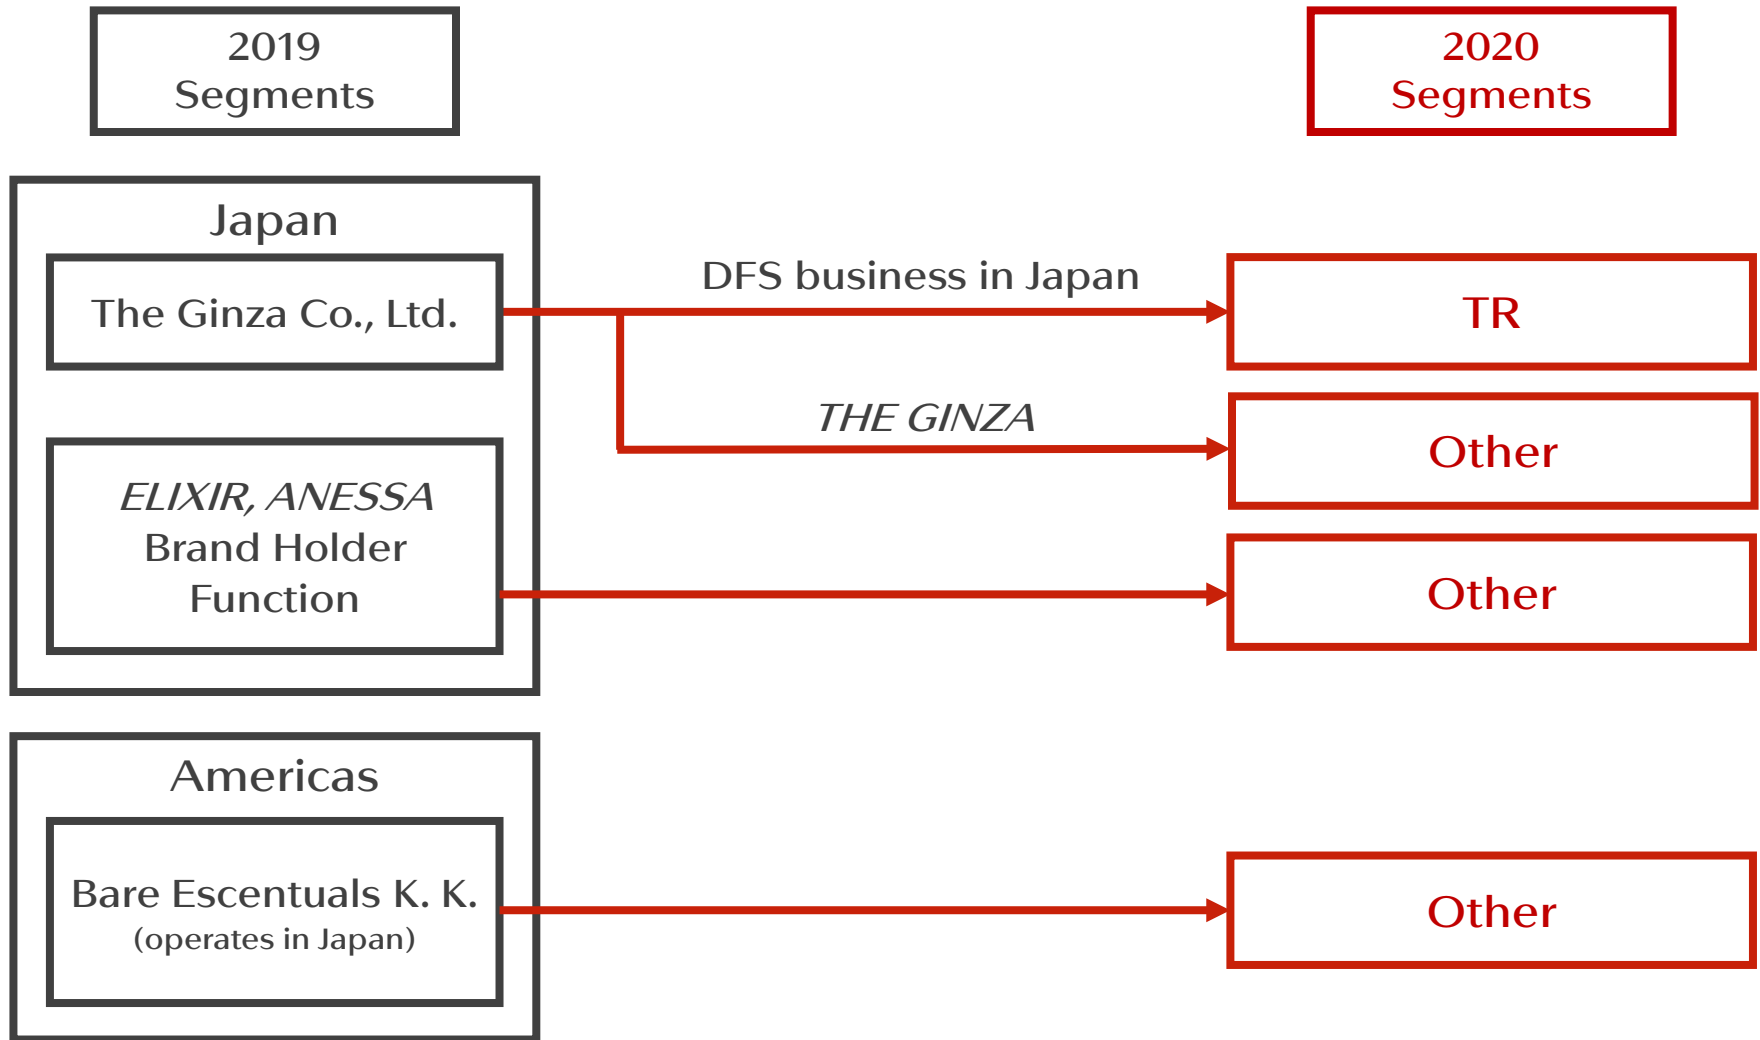 2019
Segments
2020
Segments
Japan
The Ginza Co., Ltd.
DFS business in Japan
TR
THE GINZA
Other
ELIXIR, ANESSA
Brand Holder
Function
Other
Americas
Bare Escentuals K. K.
(operates in Japan)
Other